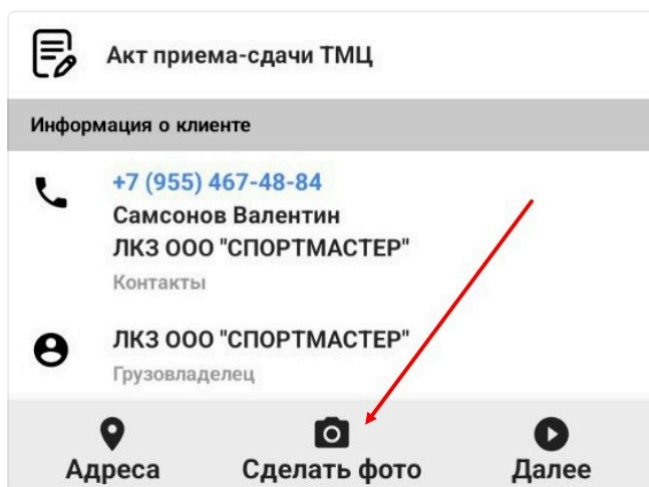 Акт приема-сдачи ТМЦ
Информация о клиенте
+7 (955) 467-48-84
Самсонов Валентин
ЛКЗ ООО "СПОРТМАСТЕР"
Контакты
ЛКЗ ООО "СПОРТМАСТЕР"
Грузовладелец
Адреса
Сделать фото
Далее